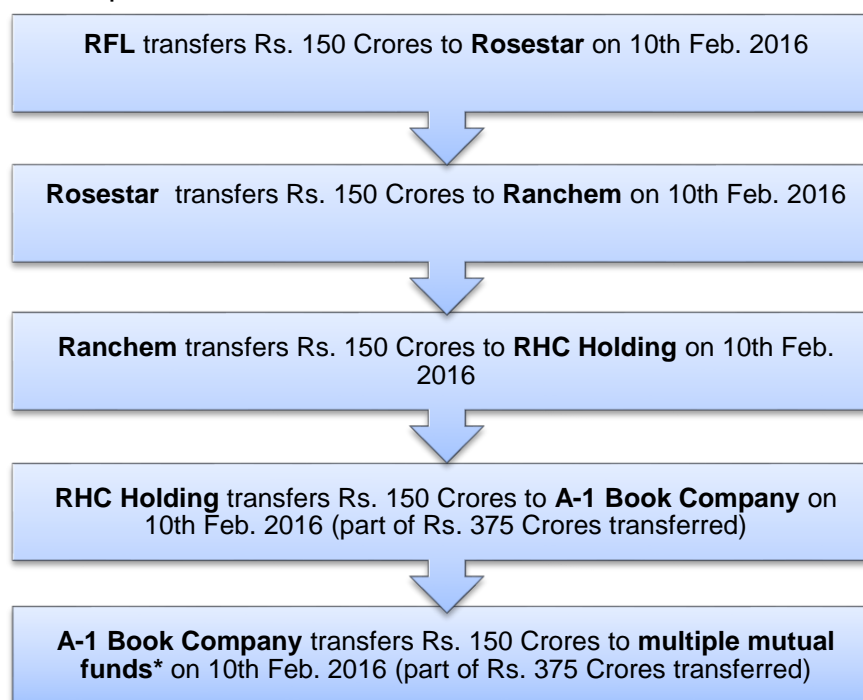 RFL transfers Rs. 150 Crores to Rosestar on 10th Feb. 2016
Rosestar transfers Rs. 150 Crores to Ranchem on 10th Feb. 2016
Ranchem transfers Rs. 150 Crores to RHC Holding on 10th Feb.
2016
RHC Holding transfers Rs. 150 Crores to A-1 Book Company on
10th Feb. 2016 (part of Rs. 375 Crores transferred)
A-1 Book Company transfers Rs. 150 Crores to multiple mutual
funds* on 10th Feb. 2016 (part of Rs. 375 Crores transferred)